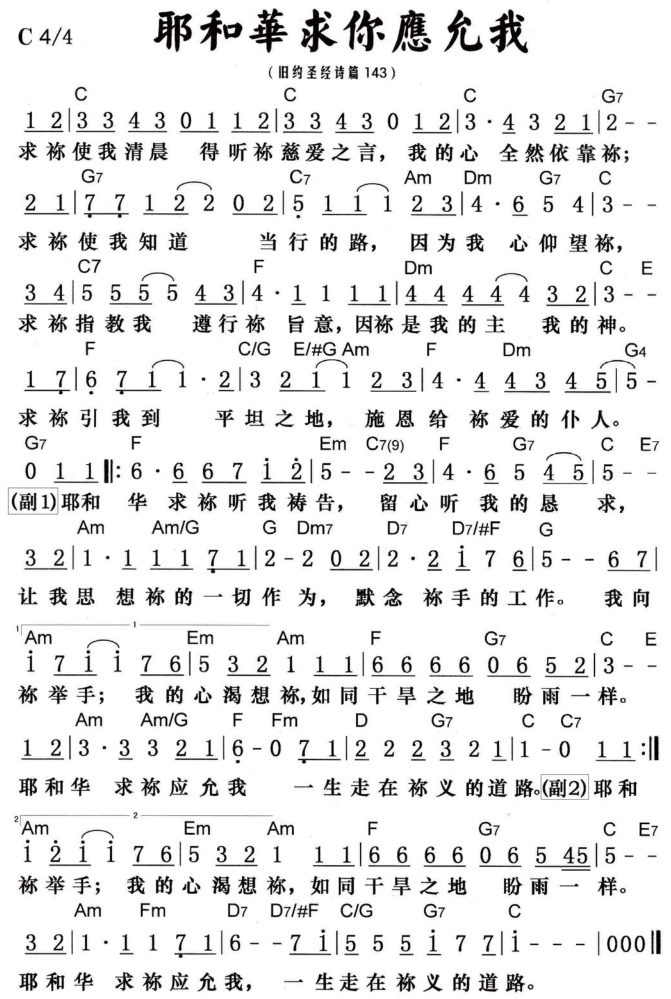 C 4/4 耶和華求你應允我
（旧约圣经诗篇 143）
C C C G7
1 2|3 3 4 3 0 1 1 2|3 3 4 3 0 1 2|3· 4 3 2 1|2 - -
求祢使我清晨 得听祢慈爱之言，我的心 全然依靠祢；
G7 C7 Am Dm G7 C
2 1|7 7 1 2 2 0 2|5 1 1 1 2 3|4· 6 5 4|3 - -
求祢使我知道 当行的路， 因为我 心仰望祢，
C7 F Dm C E
3 4|5 5 5 5 5 4 3|4· 1 1 1 1|4 4 4 4 4 3 2|3 - -
求祢指教我 遵行祢 旨意，因祢是我的主 我的神。
F C/G E/#G Am F Dm G4
1 7|6 7 1 1· 2|3 2 1 1 2 3|4· 4 4 3 4 5|5 - -
求祢引我到 平坦之地， 施恩给 祢爱的仆人。
G7 F Em C7(9) F G7 C E7
0 1 1‖: 6· 6 6 7 i 2|5 - - 2 3|4· 6 5 4 5|5 - -
(副1)耶和 华 求祢听我祷告， 留心听 我的恳 求，
Am Am/G G Dm7 D7 D7/#F G
3 2|1· 1 1 1 7 1|2 - 2 0 2|2· 2 i 7 6|5 - - 6 7|
让我思 想祢的一切作为， 默念 祢手的工作。 我向
1 Am 1 Em Am F G7 C E
i 7 i i 7 6|5 3 2 1 1 1|6 6 6 6 0 6 5 2|3 - -
祢举手； 我的心渴想祢，如同干旱之地 盼雨一样。
Am Am/G F Fm D G7 C C7
1 2|3· 3 3 2 1|6 - 0 7 1|2 2 2 3 2 1|1 - 0 1 1:‖
耶和华 求祢应允我 一生走在祢义的道路。(副2)耶和
2 Am 2 Em Am F G7 C E7
i 2 i i 7 6|5 3 2 1 1 1|6 6 6 6 0 6 5 45|5 - -
祢举手； 我的心渴想祢，如同干旱之地 盼雨一样。
Am Fm D7 D7/#F C/G G7 C
3 2|1· 1 1 7 1|6 - - 7 i|5 5 5 i 7 7|i - - -|000‖
耶和华 求祢应允我， 一生走在祢义的道路。